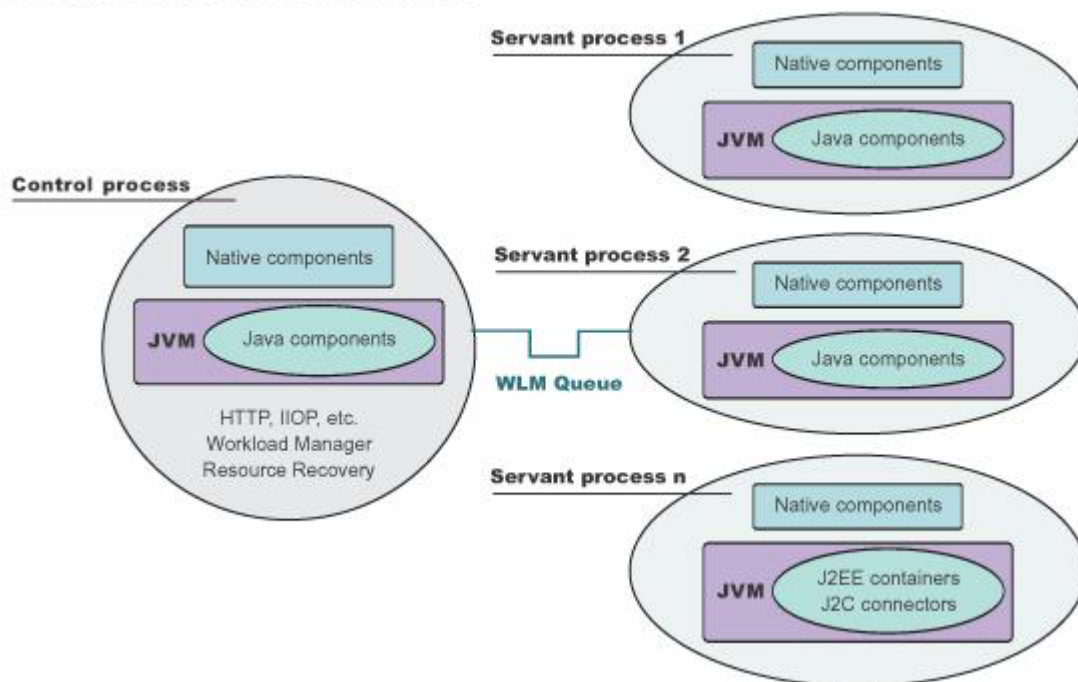 Control process
Native components
JVM
Java components
HTTP, IIOP, etc.
Workload Manager
Resource Recovery
WLM Queue
Servant process 1
Native components
JVM
Java components
Servant process 2
Native components
JVM
Java components
Servant process n
Native components
JVM
J2EE containers
J2C connectors